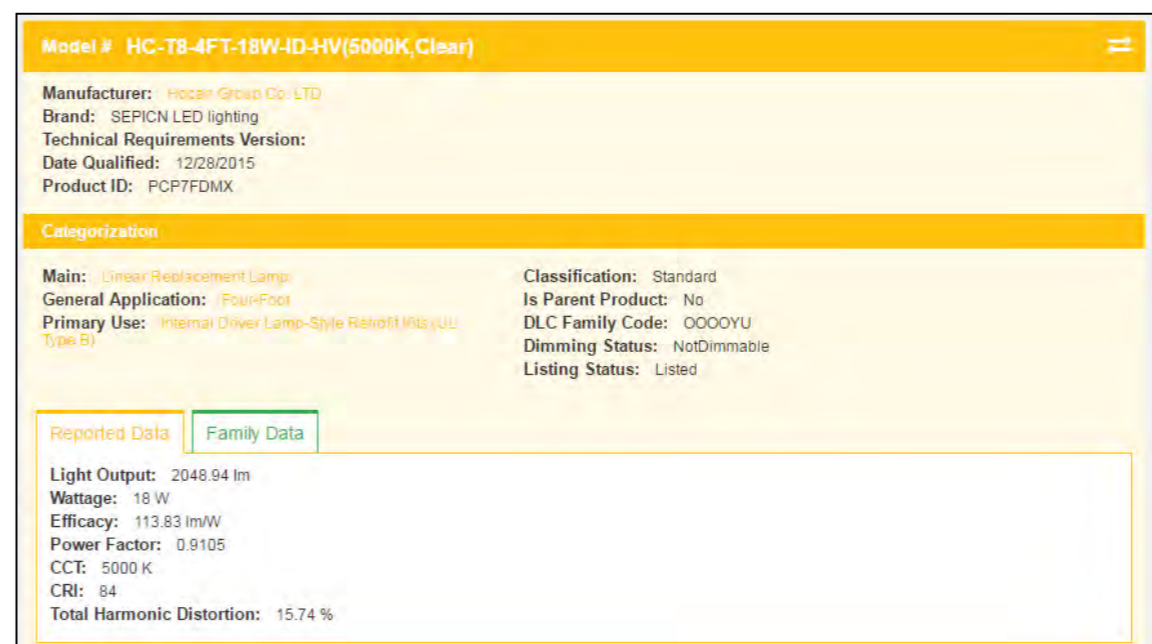 Model # HC-T8-4FT-18W-ID-HV(5000K,Clear)
Manufacturer: Hocan Group Co. LTD
Brand: SEPICN LED lighting
Technical Requirements Version:
Date Qualified: 12/28/2015
Product ID: PCP7FDMX
Categorization
Main: Linear Replacement Lamp
General Application: Four-Foot
Primary Use: Internal Driver Lamp-Style Retrofit Kits (UL
Type B)
Classification: Standard
Is Parent Product: No
DLC Family Code: OOOOYU
Dimming Status: NotDimmable
Listing Status: Listed
Reported Data
Family Data
Light Output: 2048.94 lm
Wattage: 18 W
Efficacy: 113.83 lm/W
Power Factor: 0.9105
CCT: 5000 K
CRI: 84
Total Harmonic Distortion: 15.74 %